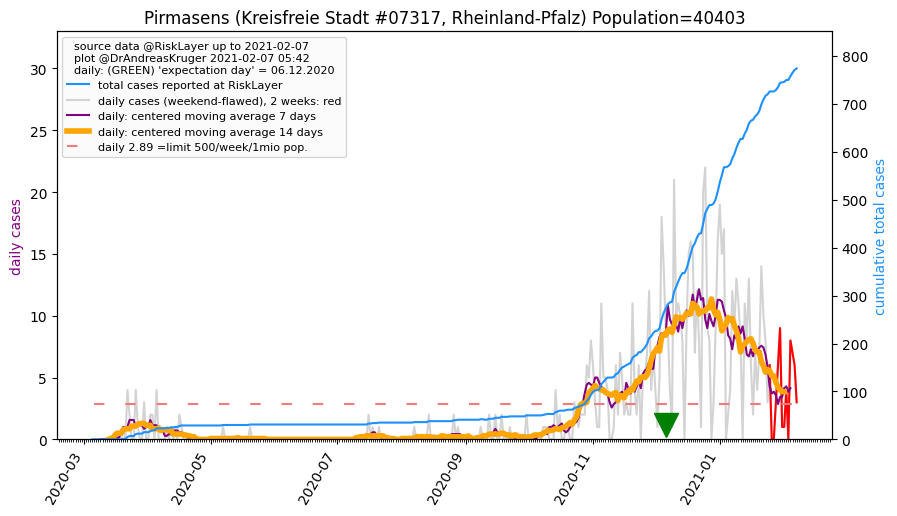 Pirmasens (Kreisfreie Stadt #07317, Rheinland-Pfalz) Population=40403
source data @RiskLayer up to 2021-02-07
plot @DrAndreasKruger 2021-02-07 05:42
daily: (GREEN) 'expectation day' = 06.12.2020
total cases reported at RiskLayer
daily cases (weekend-flawed), 2 weeks: red
daily: centered moving average 7 days
daily: centered moving average 14 days
daily 2.89 =limit 500/week/1mio pop.
daily cases
30
25
20
15
10
5
0
cumulative total cases
800
700
600
500
400
300
200
100
0
2020-03
2020-05
2020-07
2020-09
2020-11
2021-01